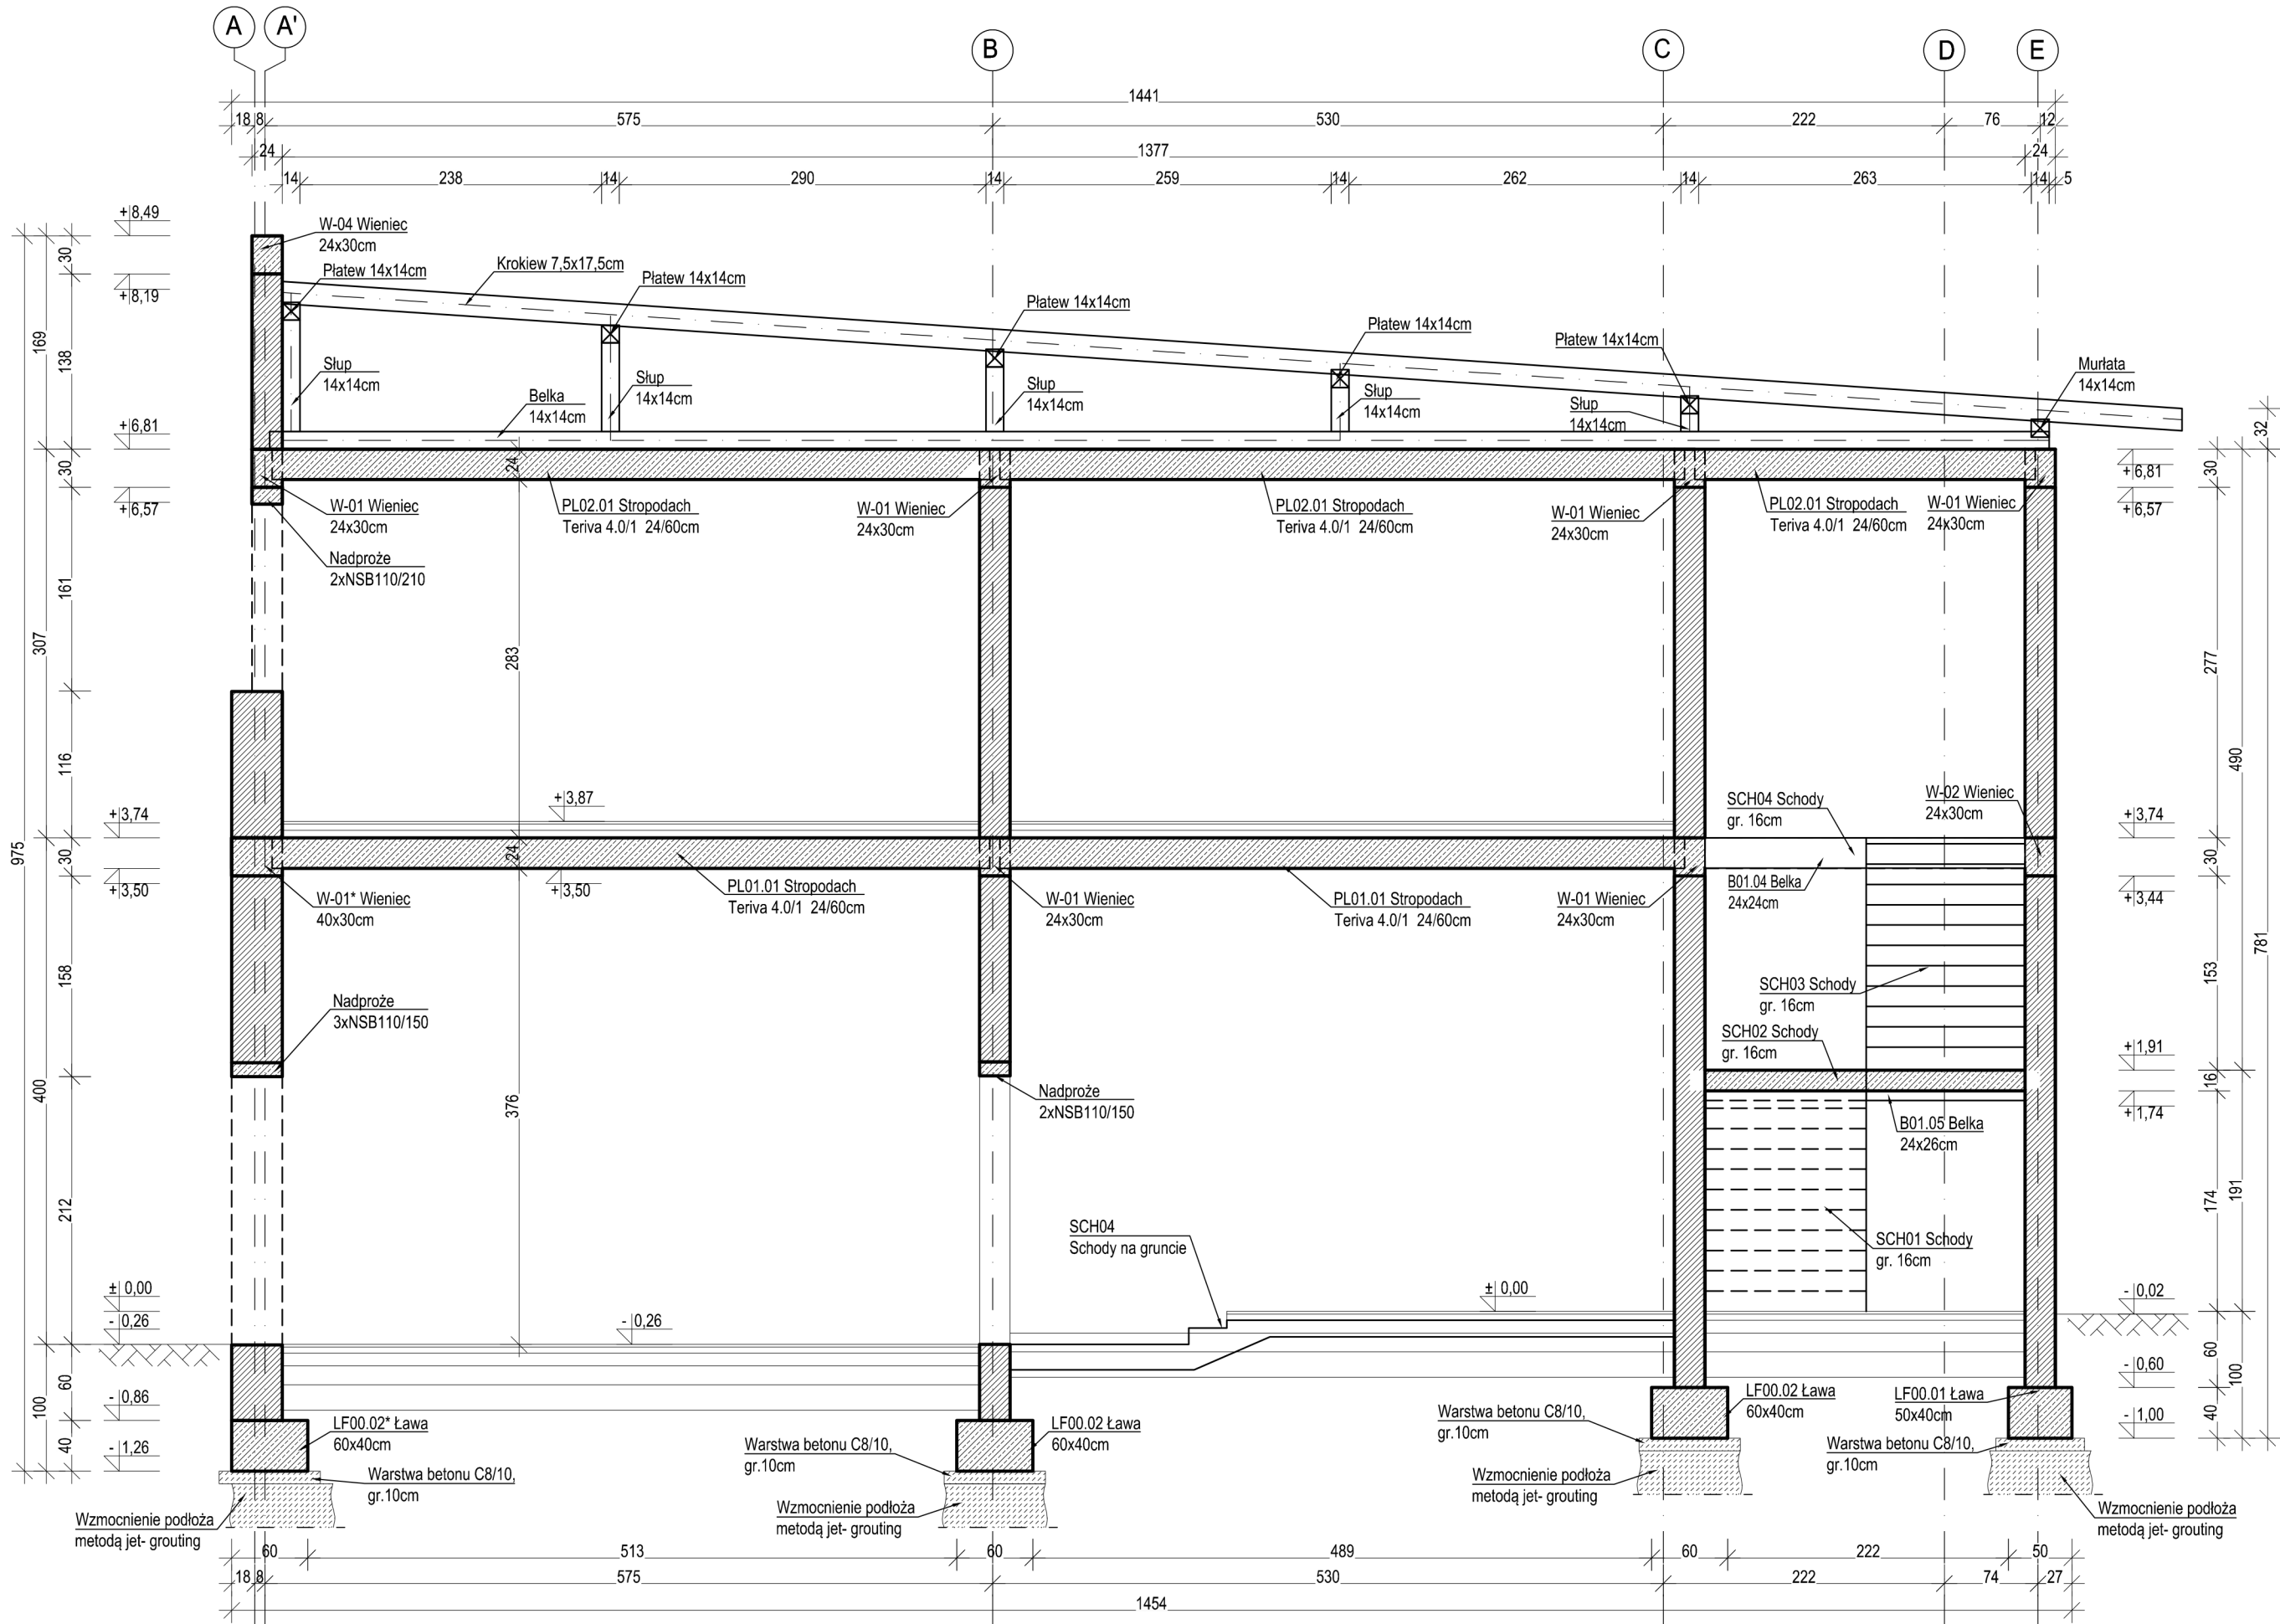 A A' B C D E
1441
18 8 575 530 222 76 12
24 1377 24
14 238 14 290 14 259 14 262 14 263 14 5
+8,49
W-04 Wieniec
24x30cm
30
Płatew 14x14cm
Krokiew 7,5x17,5cm
Płatew 14x14cm
+8,19
Płatew 14x14cm
Płatew 14x14cm
Płatew 14x14cm
169
138
Słup
14x14cm
Słup
14x14cm
Słup
14x14cm
Słup
14x14cm
Słup
14x14cm
Murłata
14x14cm
Belka
14x14cm
32
+6,81
30
24
+6,81
30
+6,57
W-01 Wieniec
24x30cm
PL02.01 Stropodach
Teriva 4.0/1 24/60cm
W-01 Wieniec
24x30cm
PL02.01 Stropodach
Teriva 4.0/1 24/60cm
W-01 Wieniec
24x30cm
PL02.01 Stropodach
Teriva 4.0/1 24/60cm
W-01 Wieniec
24x30cm
+6,57
Nadproże
2xNSB110/210
161
307
283
277
116
490
+3,74
+3,87
SCH04 Schody
gr. 16cm
W-02 Wieniec
24x30cm
+3,74
975
30
24
30
+3,50
W-01* Wieniec
40x30cm
+3,50
PL01.01 Stropodach
Teriva 4.0/1 24/60cm
W-01 Wieniec
24x30cm
PL01.01 Stropodach
Teriva 4.0/1 24/60cm
W-01 Wieniec
24x30cm
B01.04 Belka
24x24cm
+3,44
781
158
153
Nadproże
3xNSB110/150
SCH03 Schody
gr. 16cm
SCH02 Schody
gr. 16cm
+1,91
16
400
376
Nadproże
2xNSB110/150
+1,74
B01.05 Belka
24x26cm
212
174
191
SCH04
Schody na gruncie
SCH01 Schody
gr. 16cm
± 0,00
± 0,00
- 0,02
- 0,26
- 0,26
60
100
60
100
- 0,86
- 0,60
40
LF00.02* Ława
60x40cm
LF00.02 Ława
60x40cm
LF00.02 Ława
60x40cm
LF00.01 Ława
50x40cm
40
- 1,26
- 1,00
Warstwa betonu C8/10,
gr.10cm
Warstwa betonu C8/10,
gr.10cm
Warstwa betonu C8/10,
gr.10cm
Warstwa betonu C8/10,
gr.10cm
Wzmocnienie podłoża
metodą jet- grouting
Wzmocnienie podłoża
metodą jet- grouting
Wzmocnienie podłoża
metodą jet- grouting
Wzmocnienie podłoża
metodą jet- grouting
60 513 60 489 60 222 50
18 8 575 530 222 74 27
1454